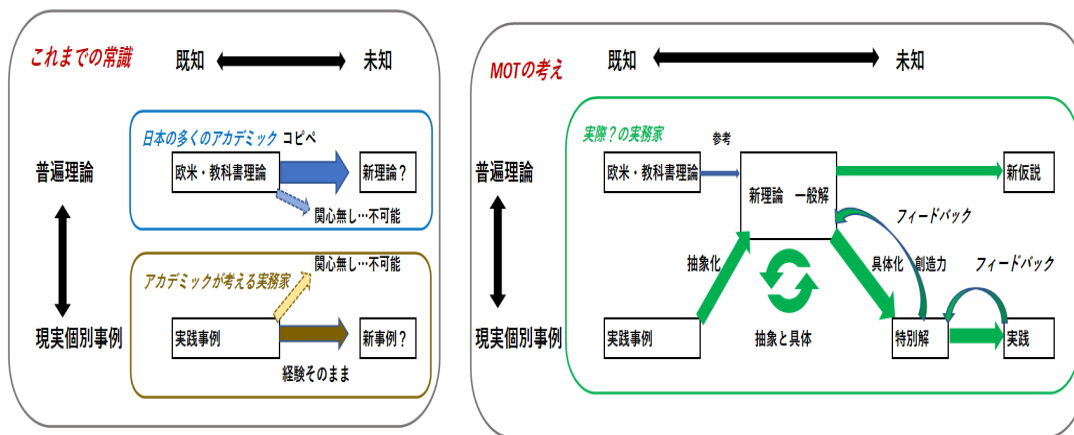 これまでの常識
既知
未知
日本の多くのアカデミック コピペ
普遍理論
欧米・教科書理論
新理論？
関心無し…不可能
関心無し…不可能
アカデミックが考える実務家
現実個別事例
実践事例
新事例？
経験そのまま
MOTの考え
既知
未知
実際？の実務家
参考
普遍理論
欧米・教科書理論
新理論　一般解
新仮説
フィードバック
抽象化
具体化
創造力
フィードバック
現実個別事例
実践事例
抽象と具体
特別解
実践